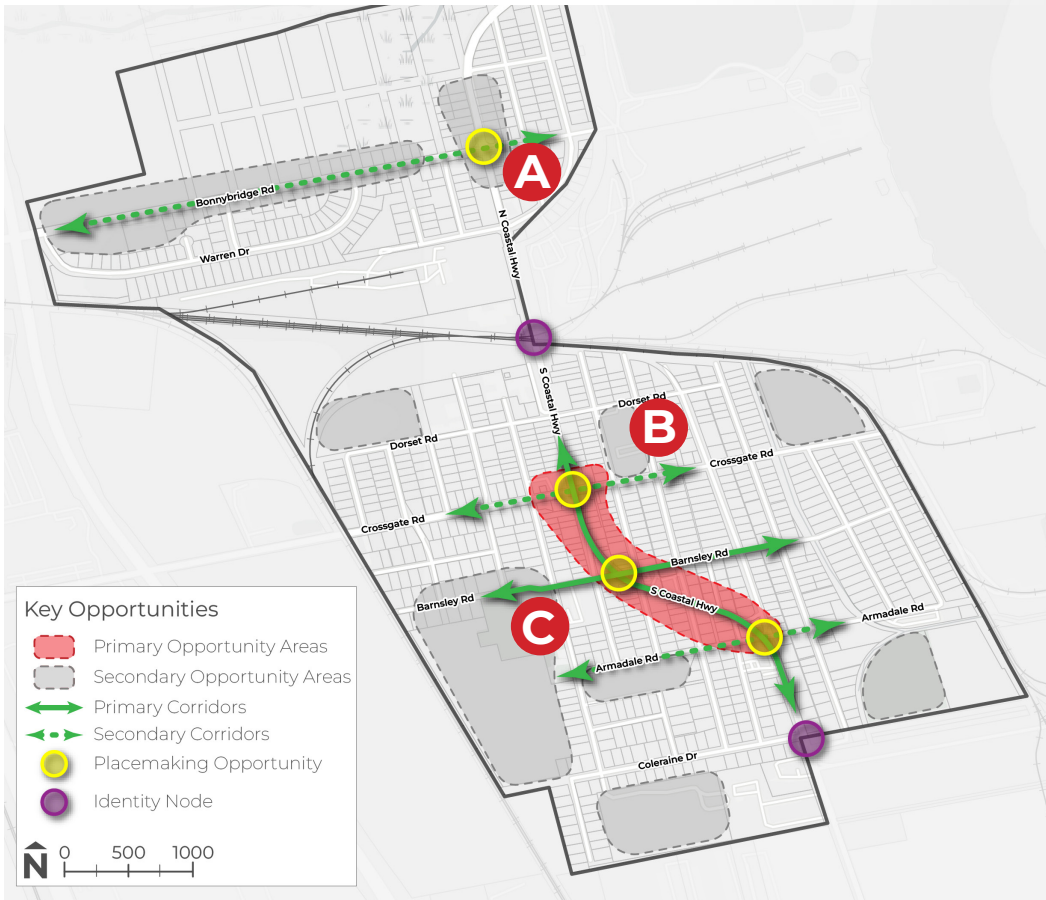 A
Bonnybridge Rd
Warren Dr
N Coastal Hwy
S Coastal Hwy
Dorset Rd
B
Dorset Rd
Crossgate Rd
Crossgate Rd
Barnsley Rd
Barnsley Rd
S Coastal Hwy
C
Armadale Rd
Armadale Rd
Coleraine Dr
Key Opportunities
Primary Opportunity Areas
Secondary Opportunity Areas
Primary Corridors
Secondary Corridors
Placemaking Opportunity
Identity Node
N
0 500 1000